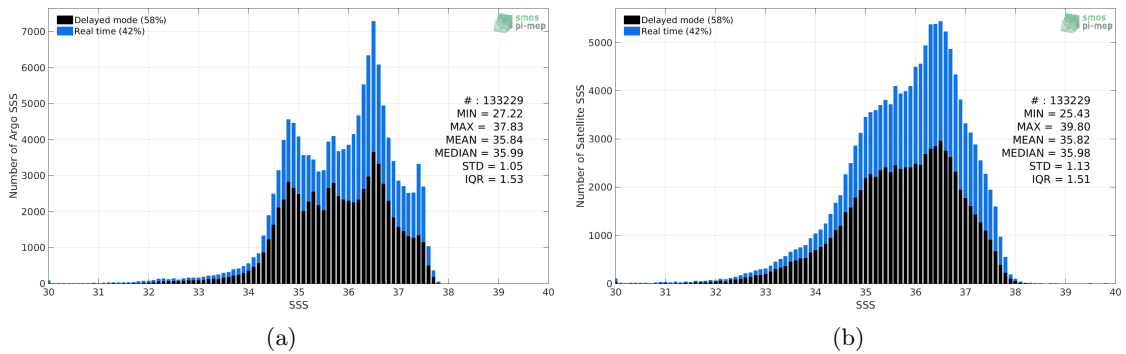 Delayed mode (58%)
Real time (42%)
smos
pi-mep
Number of Argo SSS
7000
6000
5000
4000
3000
2000
1000
0
# : 133229
MIN = 27.22
MAX = 37.83
MEAN = 35.84
MEDIAN = 35.99
STD = 1.05
IQR = 1.53
30 31 32 33 34 35 36 37 38 39 40
SSS
(a)
Delayed mode (58%)
Real time (42%)
smos
pi-mep
Number of Satellite SSS
5000
4000
3000
2000
1000
0
# : 133229
MIN = 25.43
MAX = 39.80
MEAN = 35.82
MEDIAN = 35.98
STD = 1.13
IQR = 1.51
30 31 32 33 34 35 36 37 38 39 40
SSS
(b)